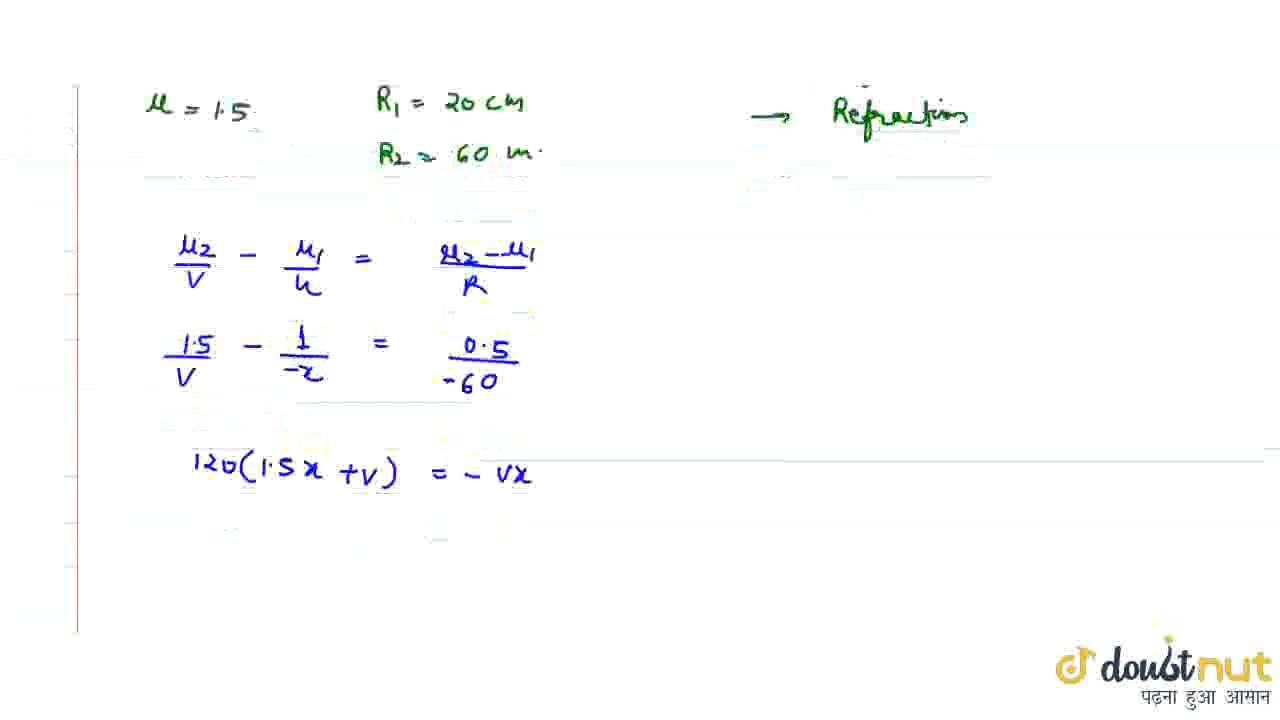 μ = 1.5
R₁ = 20 cm
R₂ = 60 m.
→ Refraction
μ₂/v - μ₁/u = μ₂-μ₁/R
1.5/v - 1/-x = 0.5/-60
120(1.5x +v) = - vx
doubtnut
पढ़ना हुआ आसान